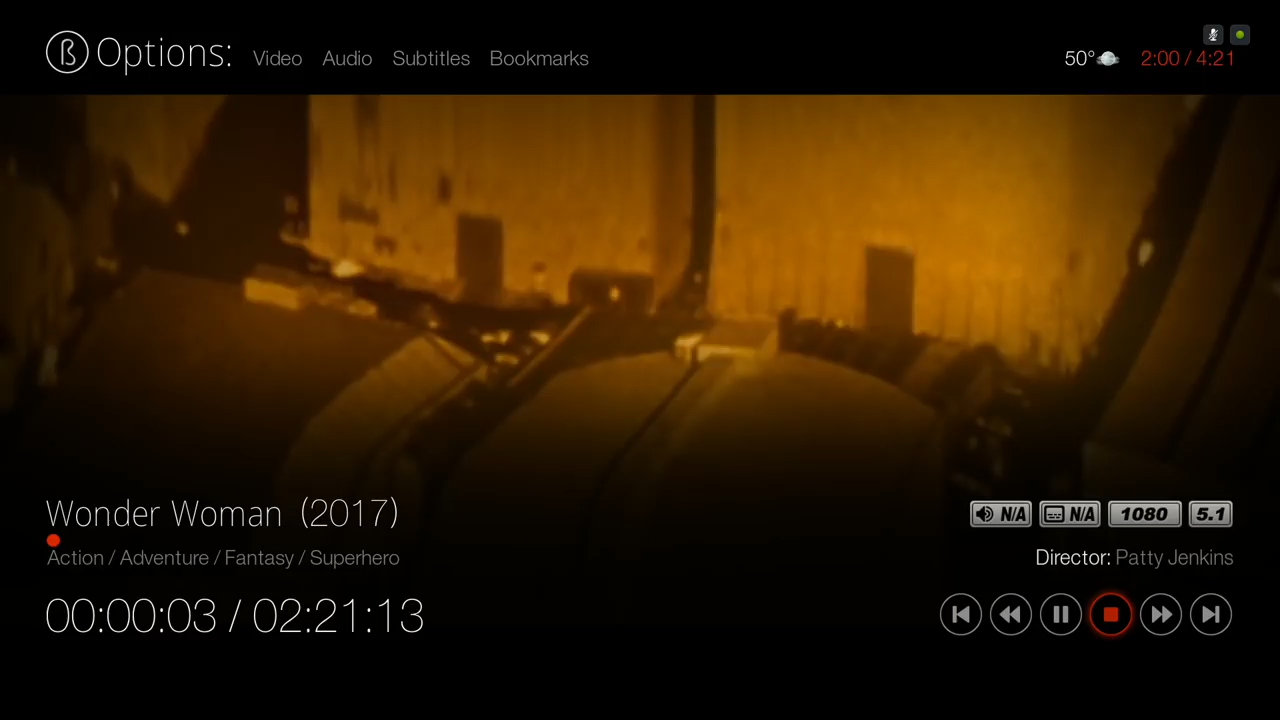 ß Options: Video Audio Subtitles Bookmarks
50° 2:00 / 4:21
Wonder Woman (2017)
N/A N/A 1080 5.1
Action / Adventure / Fantasy / Superhero
Director: Patty Jenkins
00:00:03 / 02:21:13